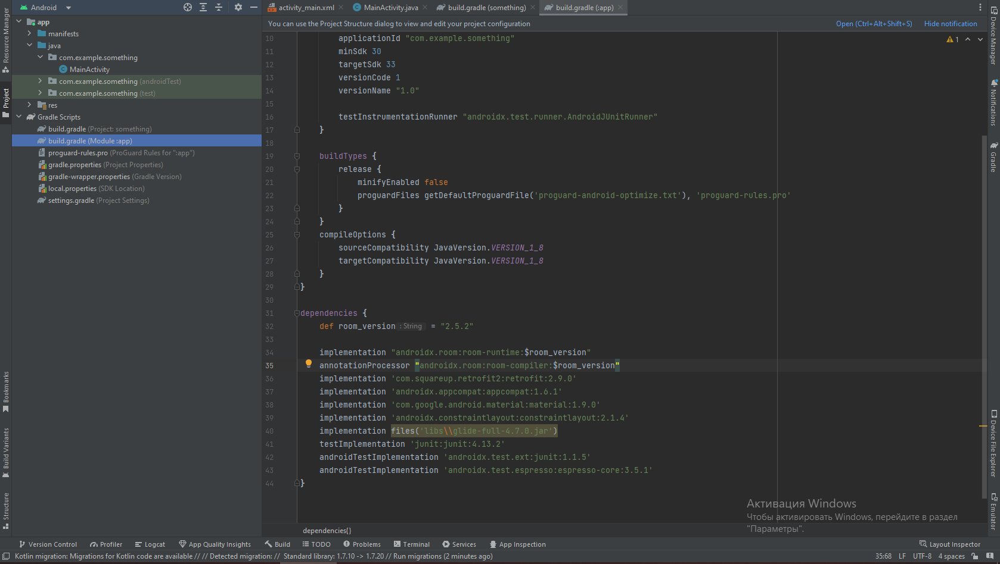 Android
activity_main.xml
MainActivity.java
build.gradle (something)
build.gradle (:app)
You can use the Project Structure dialog to view and edit your project configuration
Open (Ctrl+Alt+Shift+S)
Hide notification
Resource Manager
Project
Bookmarks
Build Variants
Structure
app
manifests
java
com.example.something
MainActivity
com.example.something (androidTest)
com.example.something (test)
res
Gradle Scripts
build.gradle (Project: something)
build.gradle (Module :app)
proguard-rules.pro (ProGuard Rules for ":app")
gradle.properties (Project Properties)
gradle-wrapper.properties (Gradle Version)
local.properties (SDK Location)
settings.gradle (Project Settings)
1
10 applicationId "com.example.something"
11 minSdk 30
12 targetSdk 33
13 versionCode 1
14 versionName "1.0"
15
16 testInstrumentationRunner "androidx.test.runner.AndroidJUnitRunner"
17 }
18
19 buildTypes {
20 release {
21 minifyEnabled false
22 proguardFiles getDefaultProguardFile('proguard-android-optimize.txt'), 'proguard-rules.pro'
23 }
24 }
25 compileOptions {
26 sourceCompatibility JavaVersion.VERSION_1_8
27 targetCompatibility JavaVersion.VERSION_1_8
28 }
29 }
30
31 dependencies {
32 def room_version : String = "2.5.2"
33
34 implementation "androidx.room:room-runtime:$room_version"
35 annotationProcessor "androidx.room:room-compiler:$room_version"
36 implementation 'com.squareup.retrofit2:retrofit:2.9.0'
37 implementation 'androidx.appcompat:appcompat:1.6.1'
38 implementation 'com.google.android.material:material:1.9.0'
39 implementation 'androidx.constraintlayout:constraintlayout:2.1.4'
40 implementation files('libs\\glide-full-4.7.0.jar')
41 testImplementation 'junit:junit:4.13.2'
42 androidTestImplementation 'androidx.test.ext:junit:1.1.5'
43 androidTestImplementation 'androidx.test.espresso:espresso-core:3.5.1'
44 }
Device Manager
Notifications
Gradle
Device File Explorer
Emulator
Активация Windows
Чтобы активировать Windows, перейдите в раздел
"Параметры".
dependencies{}
Version Control
Profiler
Logcat
App Quality Insights
Build
TODO
Problems
Terminal
Services
App Inspection
Layout Inspector
Kotlin migration: Migrations for Kotlin code are available // // Detected migration: // Standard library: 1.7.10 -> 1.7.20 // Run migrations (2 minutes ago)
35:68 LF UTF-8 4 spaces